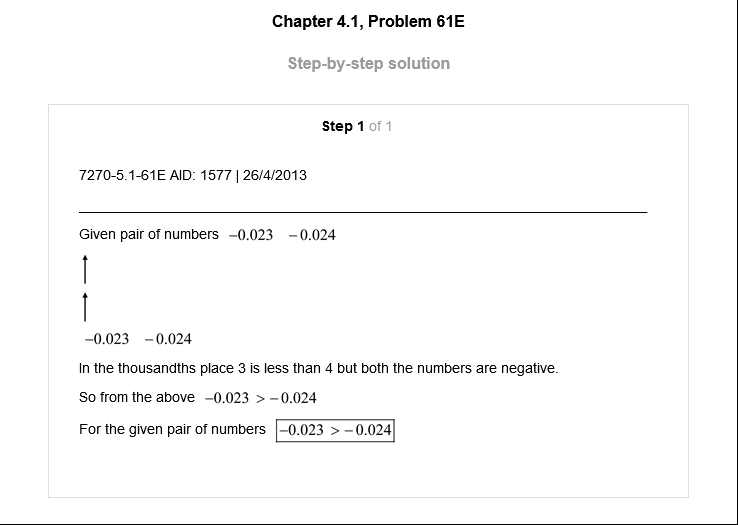 Chapter 4.1, Problem 61E
Step-by-step solution
Step 1 of 1
7270-5.1-61E AID: 1577 | 26/4/2013
Given pair of numbers −0.023 −0.024
−0.023 −0.024
In the thousandths place 3 is less than 4 but both the numbers are negative.
So from the above −0.023 > −0.024
For the given pair of numbers −0.023 > −0.024